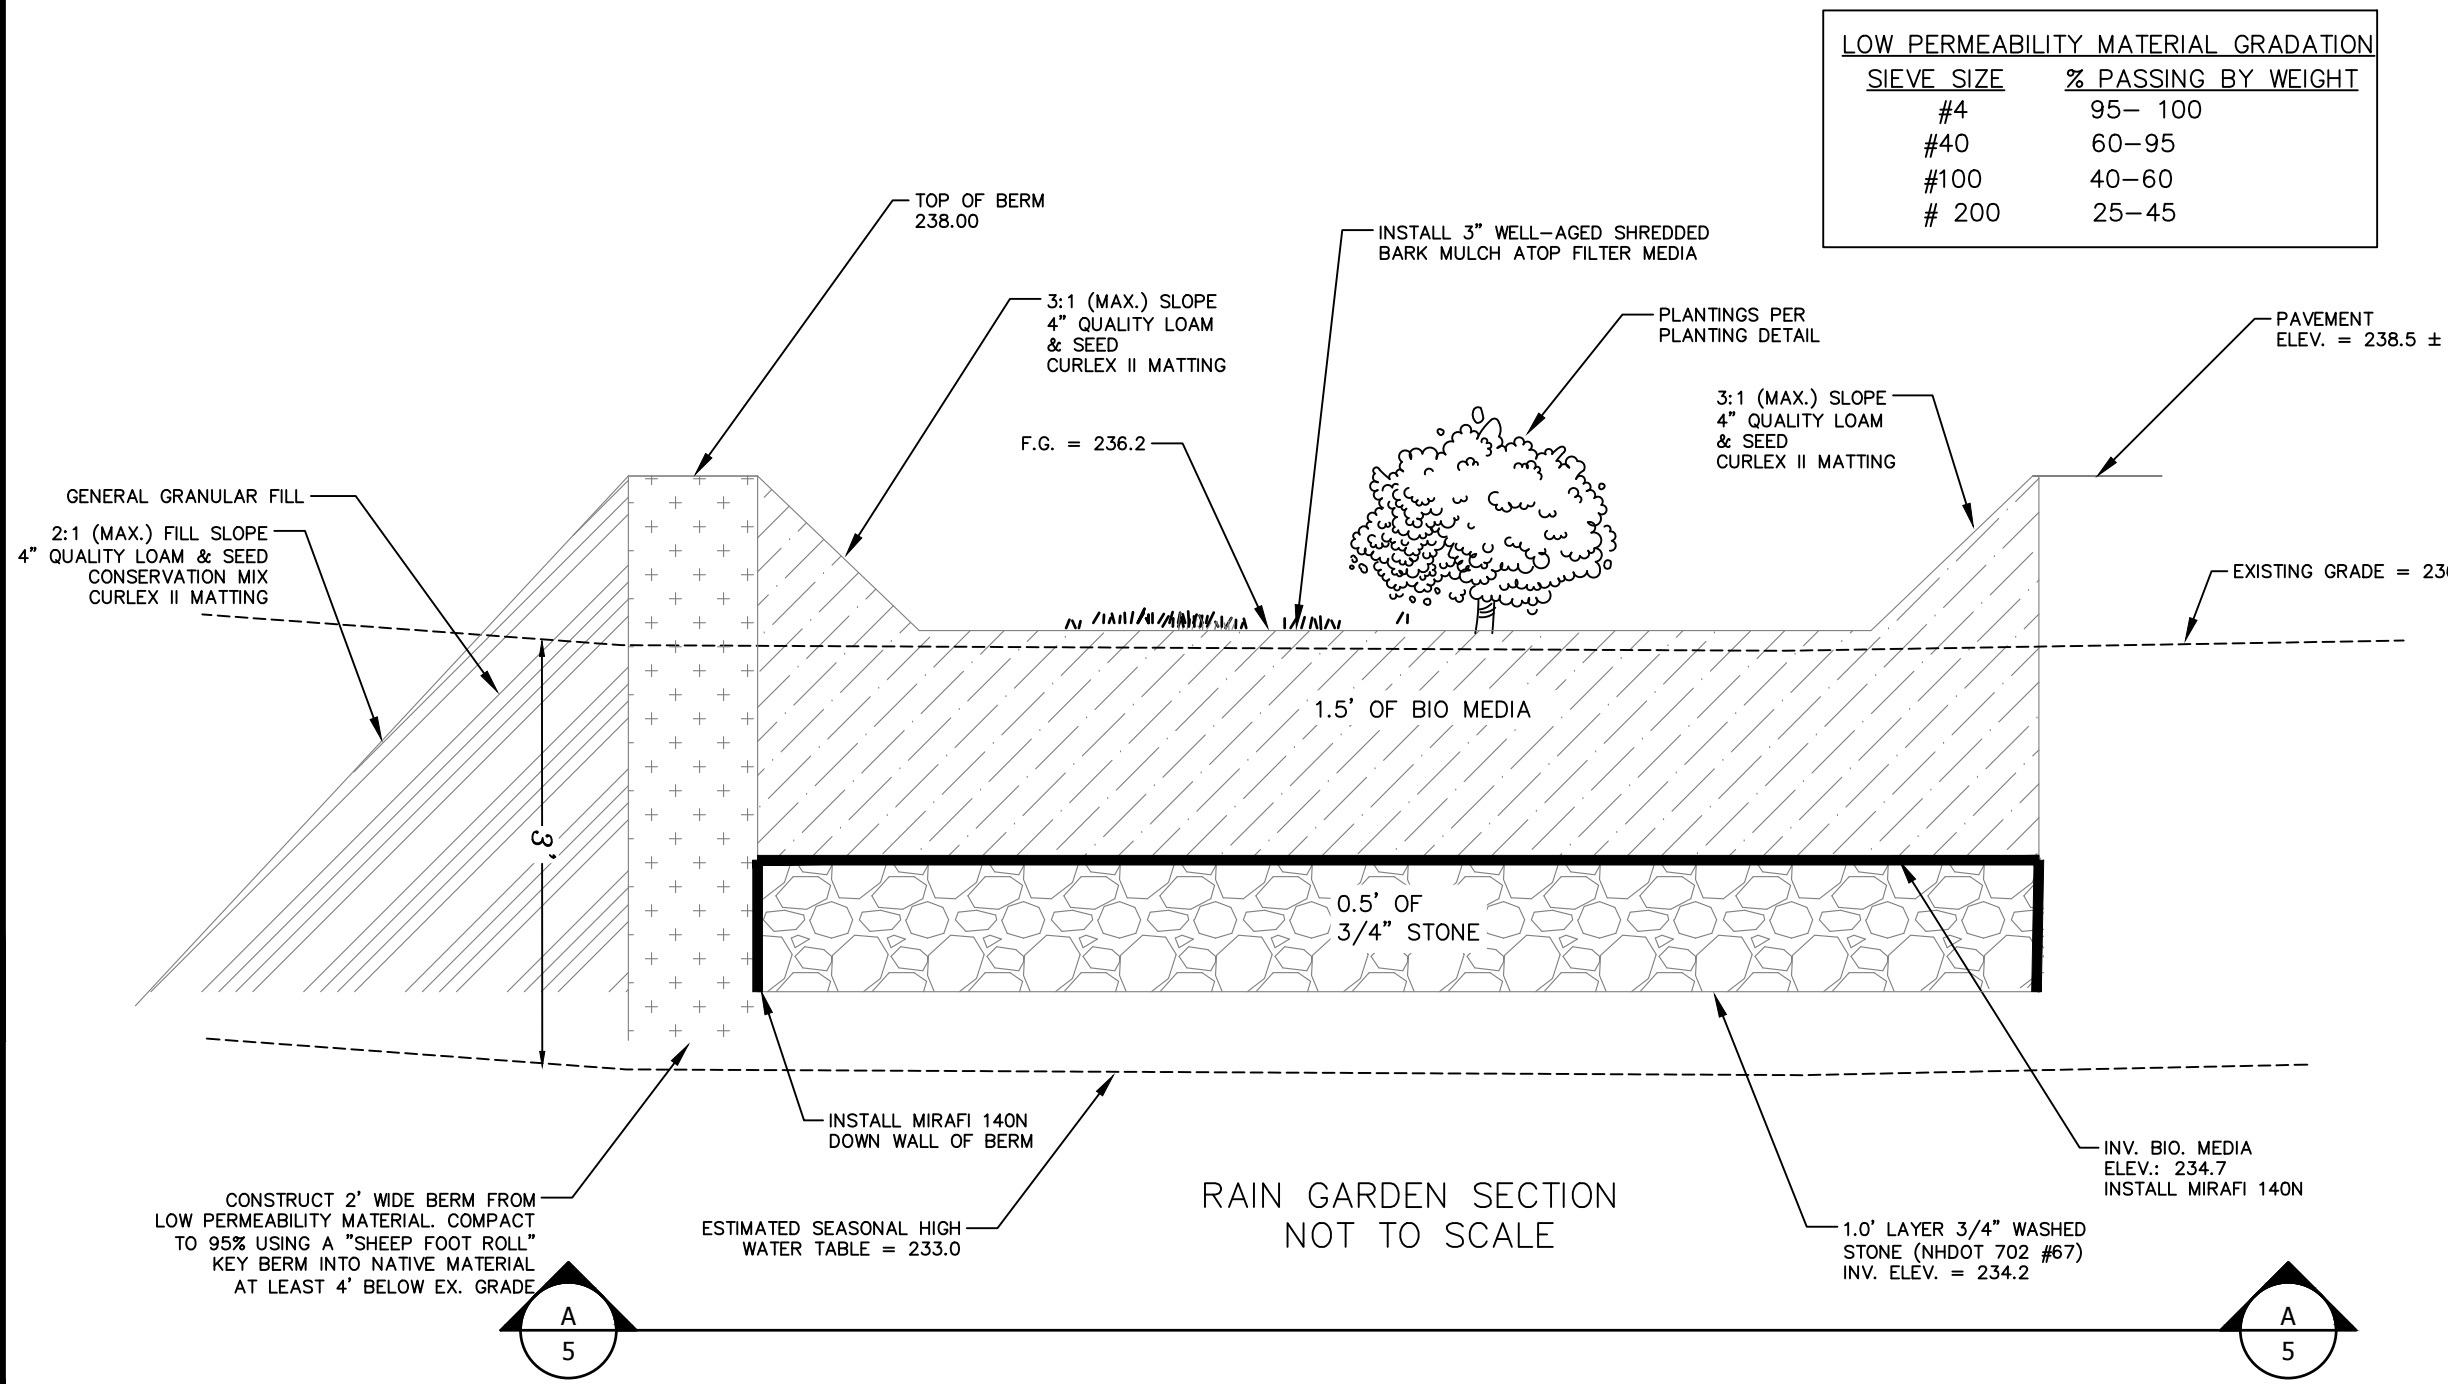 LOW PERMEABILITY MATERIAL GRADATION
SIEVE SIZE % PASSING BY WEIGHT
#4 95– 100
#40 60–95
#100 40–60
# 200 25–45
TOP OF BERM
238.00
INSTALL 3” WELL–AGED SHREDDED
BARK MULCH ATOP FILTER MEDIA
3:1 (MAX.) SLOPE
4” QUALITY LOAM
& SEED
CURLEX II MATTING
PLANTINGS PER
PLANTING DETAIL
PAVEMENT
ELEV. = 238.5 ±
3:1 (MAX.) SLOPE
4” QUALITY LOAM
& SEED
CURLEX II MATTING
F.G. = 236.2
GENERAL GRANULAR FILL
2:1 (MAX.) FILL SLOPE
4” QUALITY LOAM & SEED
CONSERVATION MIX
CURLEX II MATTING
EXISTING GRADE =
1.5’ OF BIO MEDIA
3’
0.5’ OF
3/4” STONE
INSTALL MIRAFI 140N
DOWN WALL OF BERM
INV. BIO. MEDIA
ELEV.: 234.7
INSTALL MIRAFI 140N
CONSTRUCT 2’ WIDE BERM FROM
LOW PERMEABILITY MATERIAL. COMPACT
TO 95% USING A ”SHEEP FOOT ROLL”
KEY BERM INTO NATIVE MATERIAL
AT LEAST 4’ BELOW EX. GRADE
ESTIMATED SEASONAL HIGH
WATER TABLE = 233.0
RAIN GARDEN SECTION
NOT TO SCALE
1.0’ LAYER 3/4” WASHED
STONE (NHDOT 702 #67)
INV. ELEV. = 234.2
A
5
A
5